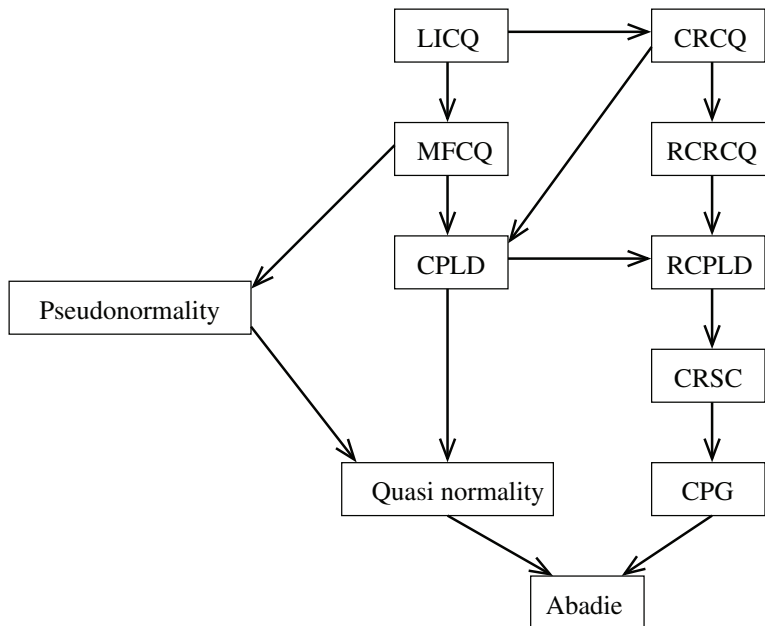 LICQ
CRCQ
MFCQ
RCRCQ
CPLD
RCPLD
Pseudonormality
CRSC
Quasi normality
CPG
Abadie